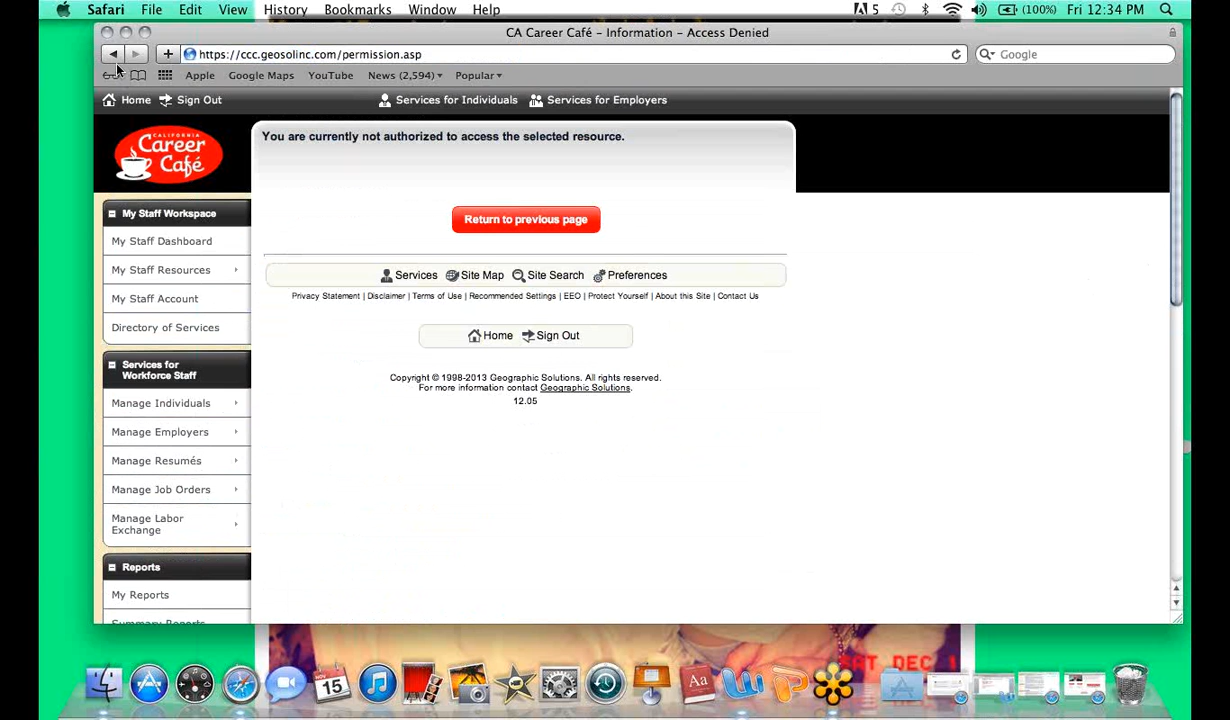 Safari File Edit View History Bookmarks Window Help 5 (100%) Fri 12:34 PM
CA Career Café – Information – Access Denied
https://ccc.geosolinc.com/permission.asp Google
Apple Google Maps YouTube News (2,594) Popular
Home Sign Out Services for Individuals Services for Employers
CALIFORNIA
Career
Café
You are currently not authorized to access the selected resource.
Return to previous page
Services Site Map Site Search Preferences
Privacy Statement | Disclaimer | Terms of Use | Recommended Settings | EEO | Protect Yourself | About this Site | Contact Us
Home Sign Out
Copyright © 1998-2013 Geographic Solutions. All rights reserved.
For more information contact Geographic Solutions.
12.05
My Staff Workspace
My Staff Dashboard
My Staff Resources
My Staff Account
Directory of Services
Services for
Workforce Staff
Manage Individuals
Manage Employers
Manage Resumés
Manage Job Orders
Manage Labor
Exchange
Reports
My Reports
Summary Reports
SAT DEC 1
NOV
15
Aa